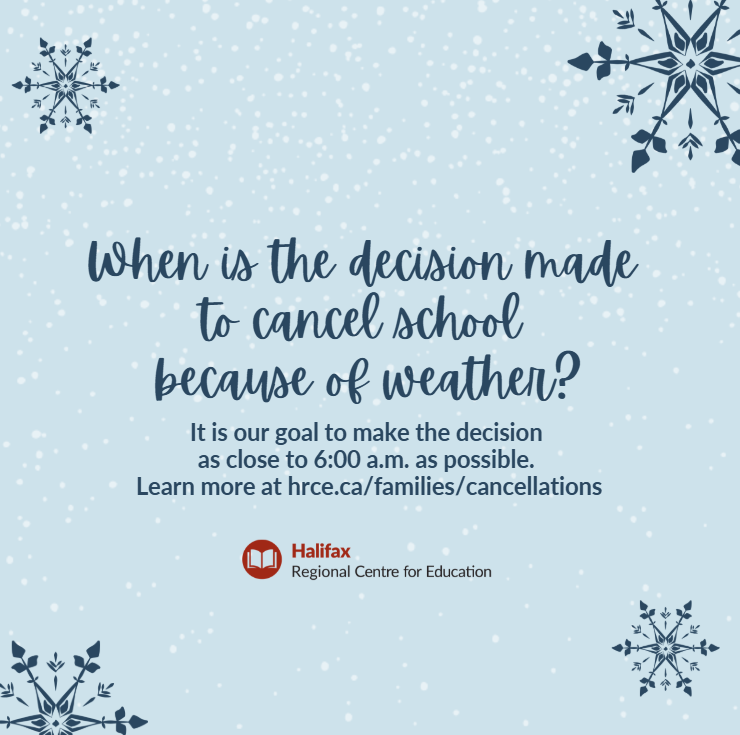 When is the decision made
to cancel school
because of weather?
It is our goal to make the decision
as close to 6:00 a.m. as possible.
Learn more at hrce.ca/families/cancellations
Halifax
Regional Centre for Education